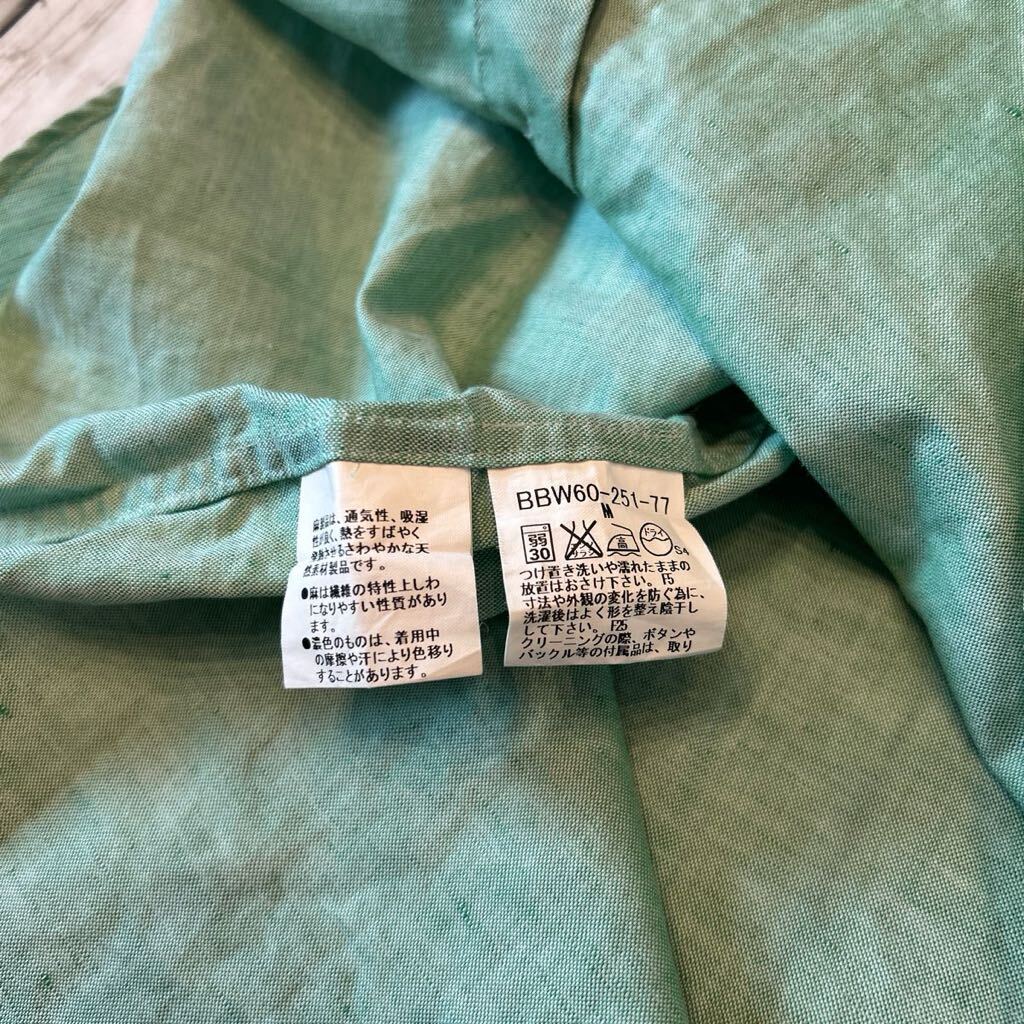 麻製品は、通気性、吸湿
性が良く、熱をすばやく
発散させるさわやかな天
然素材製品です。
●麻は繊維の特性上しわ
になりやすい性質があり
ます。
●濃色のものは、着用中
の摩擦や汗により色移り
することがあります。
BBW60-251-77
M
弱
30
エンソサラシ
高
ドライ
S4
つけ置き洗いや濡れたままの
放置はおさけ下さい。F5
寸法や外観の変化を防ぐ為に、
洗濯後はよく形を整え陰干し
して下さい。F25
クリーニングの際、ボタンや
バックル等の付属品は、取り